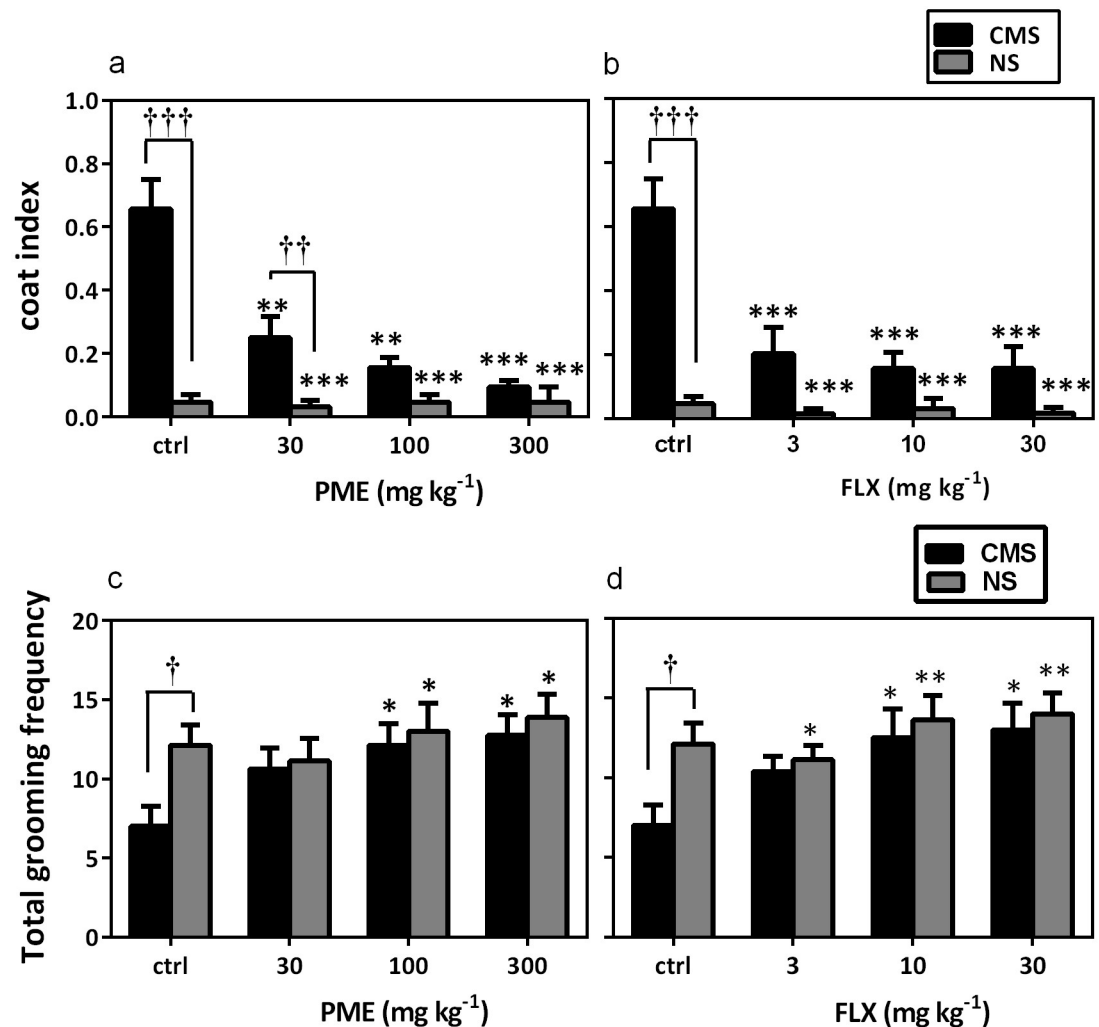 CMS
NS
a
b
coat index
1.0
0.8
0.6
0.4
0.2
0.0
†††
††
**
***
**
***
***
***
†††
***
***
***
***
***
***
ctrl 30 100 300
PME (mg kg-1)
ctrl 3 10 30
FLX (mg kg-1)
CMS
NS
c
d
Total grooming frequency
20
15
10
5
0
†
*
*
*
*
†
*
*
**
*
**
ctrl 30 100 300
PME (mg kg-1)
ctrl 3 10 30
FLX (mg kg-1)